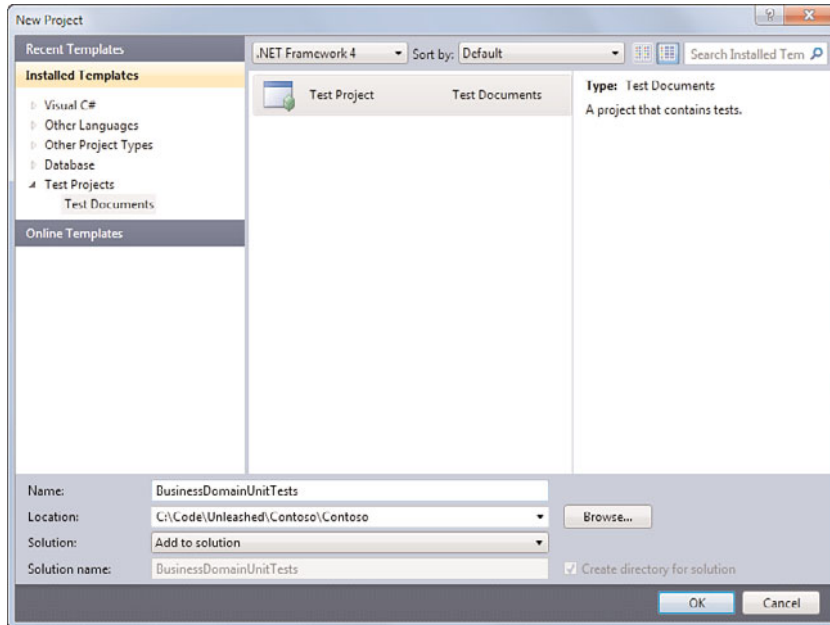 New Project
Recent Templates
Installed Templates
Visual C#
Other Languages
Other Project Types
Database
Test Projects
Test Documents
Online Templates
.NET Framework 4
Sort by:
Default
Search Installed Tem
Test Project
Test Documents
Type: Test Documents
A project that contains tests.
Name:
BusinessDomainUnitTests
Location:
C:\Code\Unleashed\Contoso\Contoso
Browse...
Solution:
Add to solution
Solution name:
BusinessDomainUnitTests
Create directory for solution
OK
Cancel